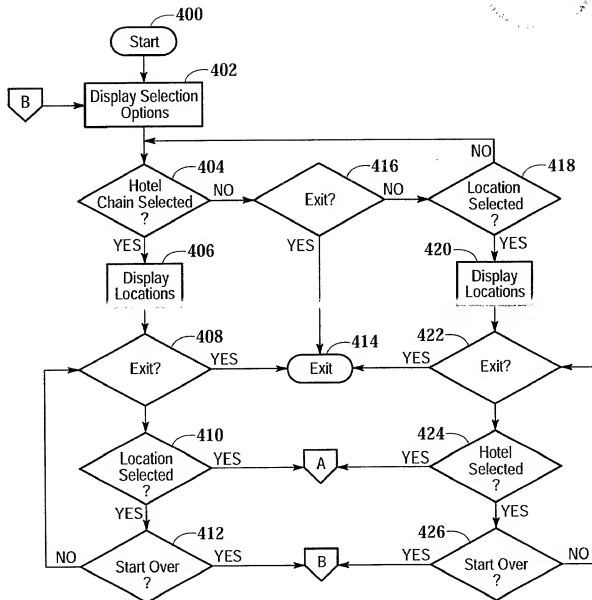 400
Start
402
B
Display Selection
Options
NO
404
416
418
Hotel
Chain Selected
?
NO
Exit?
NO
Location
Selected
?
YES
406
YES
420
YES
Display
Locations
Display
Locations
408
414
422
Exit?
YES
Exit
YES
Exit?
410
424
Location
Selected
?
YES
A
YES
Hotel
Selected
?
YES
412
YES
426
NO
Start Over
?
YES
B
YES
Start Over
?
NO